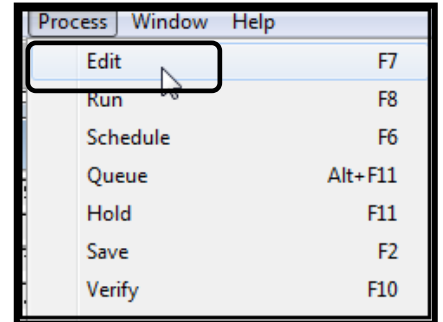 Process Window Help
Edit F7
Run F8
Schedule F6
Queue Alt+F11
Hold F11
Save F2
Verify F10